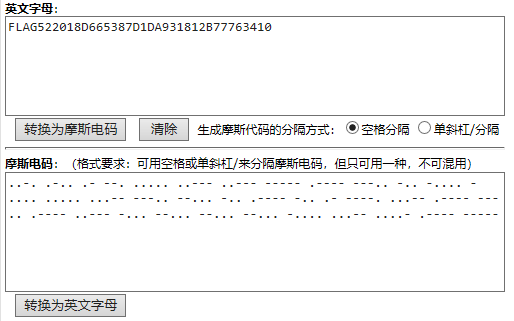 英文字母：
FLAG522018D665387D1DA931812B77763410
转换为摩斯电码 清除 生成摩斯代码的分隔方式： 空格分隔 单斜杠/分隔
摩斯电码：（格式要求：可用空格或单斜杠/来分隔摩斯电码，但只可用一种，不可混用）
..-. .-.. .- --. ..... ..--- ..--- ----- .---- ---.. -.. -.... -
.... ..... ...-- ---.. --... -.. .---- -.. .- ----. ...-- .---- ---
.. .---- ..--- -... --... --... --... -.... ...-- ....- .---- -----
转换为英文字母